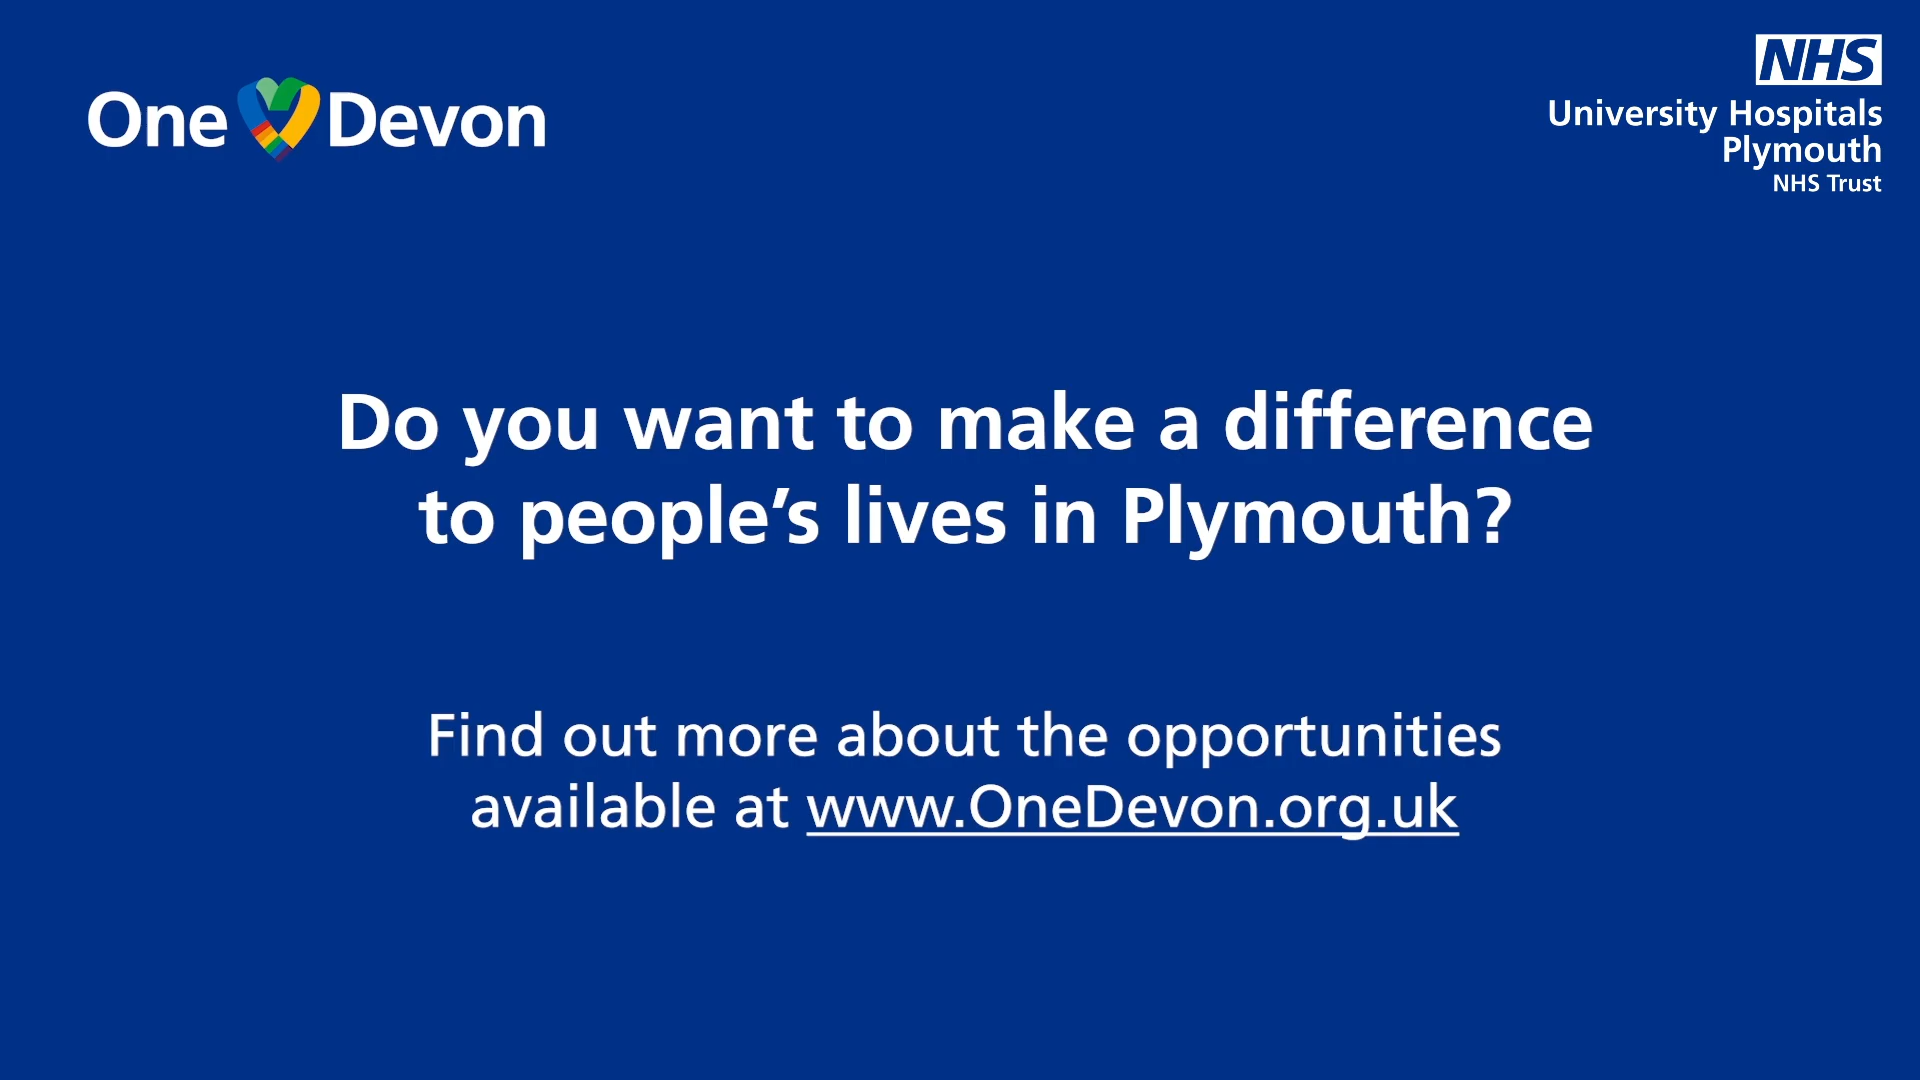 One Devon
NHS
University Hospitals
Plymouth
NHS Trust
Do you want to make a difference
to people’s lives in Plymouth?
Find out more about the opportunities
available at www.OneDevon.org.uk